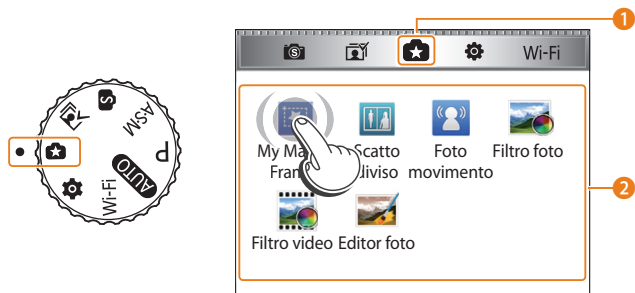 1
S
Wi-Fi
S
ASM
P
AUTO
Wi-Fi
My Ma
Scatto
Foto
Filtro foto
Fram
diviso
movimento
2
Filtro video
Editor foto